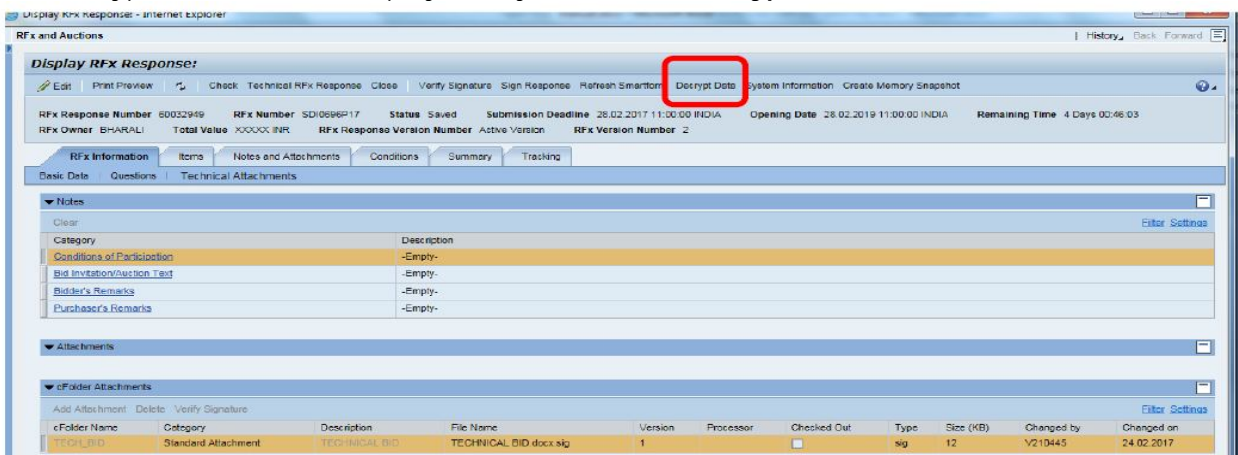 Display RFx Response: - Internet Explorer
RFx and Auctions | History Back Forward
Display RFx Response:
Edit Print Preview Check Technical RFx Response Close Verify Signature Sign Response Refresh Smartform Decrypt Data System Information Create Memory Snapshot
RFx Response Number 60032949 RFx Number SDI0696P17 Status Saved Submission Deadline 28.02.2017 11:00:00 INDIA Opening Date 28.02.2019 11:00:00 INDIA Remaining Time 4 Days 00:46:03
RFx Owner BHARALI Total Value XXXXX INR RFx Response Version Number Active Version RFx Version Number 2
RFx Information Items Notes and Attachments Conditions Summary Tracking
Basic Data Questions Technical Attachments
Notes
Clear Filter Settings
Category Description
Conditions of Participation -Empty-
Bid Invitation/Auction Text -Empty-
Bidder's Remarks -Empty-
Purchaser's Remarks -Empty-
Attachments
cFolder Attachments
Add Attachment Delete Verify Signature Filter Settings
cFolder Name Category Description File Name Version Processor Checked Out Type Size (KB) Changed by Changed on
TECH_BID Standard Attachment TECHNICAL BID TECHNICAL BID docx.sig 1 sig 12 V210445 24.02.2017